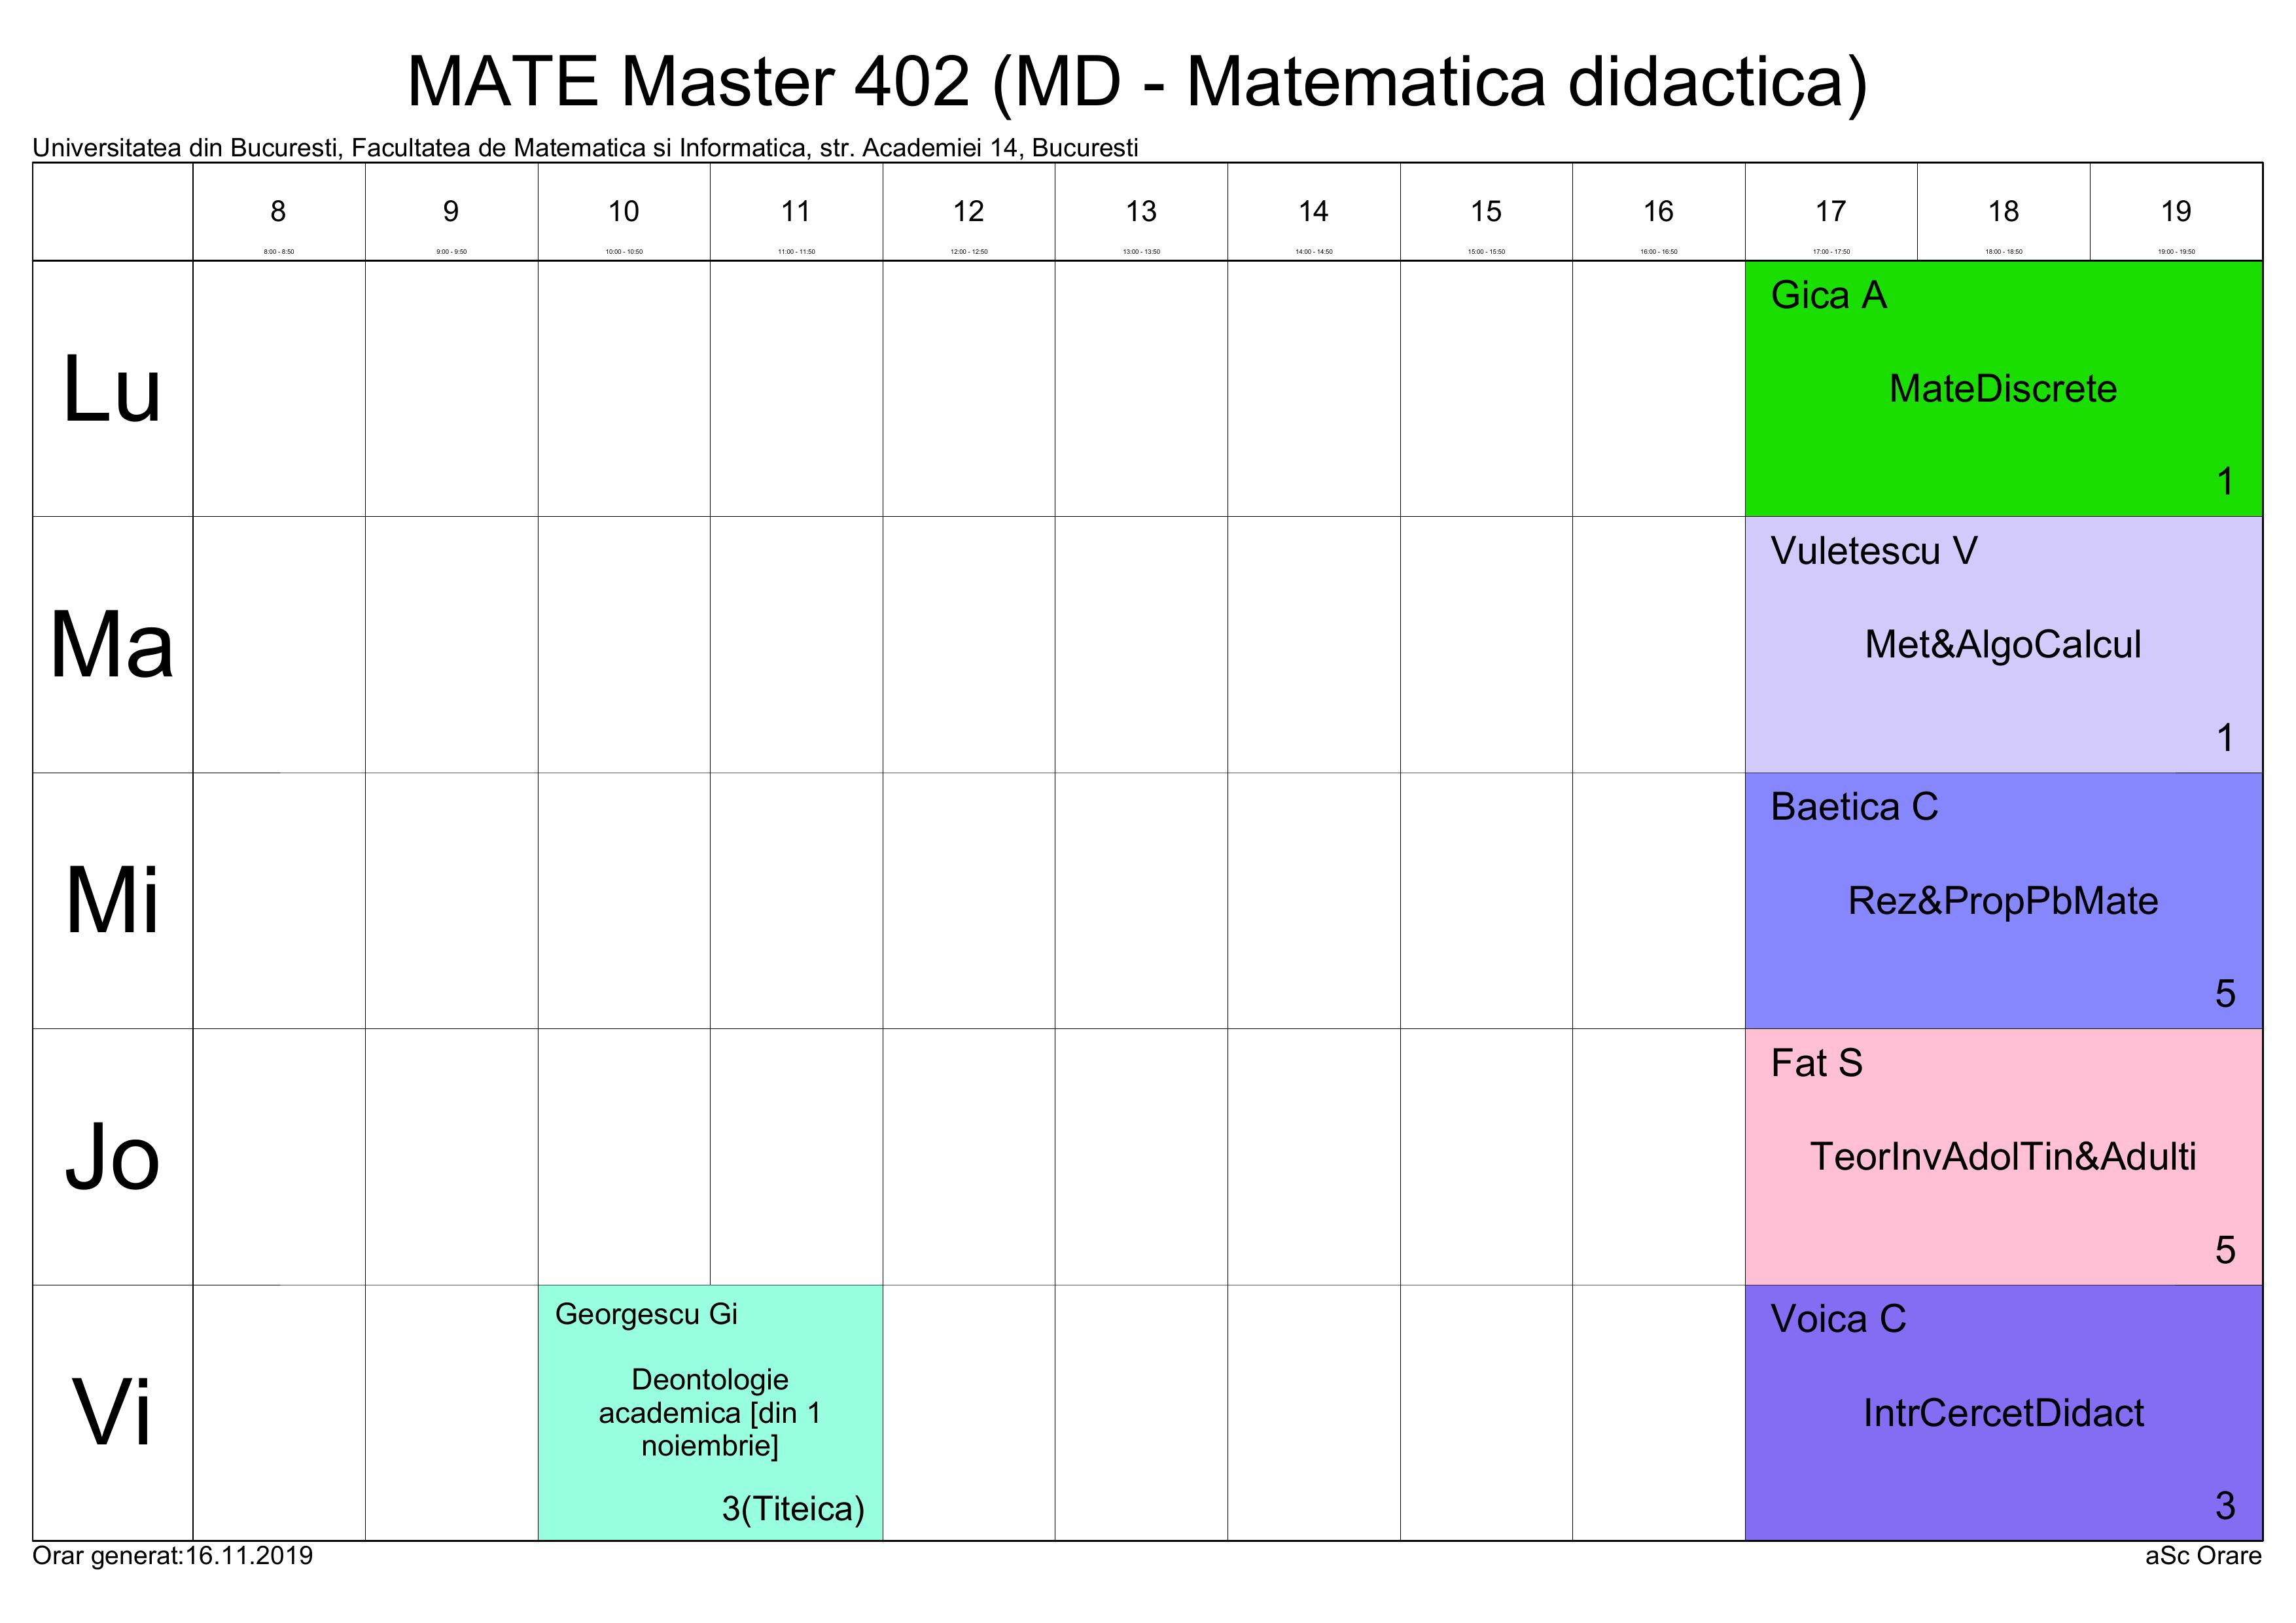 MATE Master 402 (MD - Matematica didactica)
Universitatea din Bucuresti, Facultatea de Matematica si Informatica, str. Academiei 14, Bucuresti
8 9 10 11 12 13 14 15 16 17 18 19
8:00 - 8:50 9:00 - 9:50 10:00 - 10:50 11:00 - 11:50 12:00 - 12:50 13:00 - 13:50 14:00 - 14:50 15:00 - 15:50 16:00 - 16:50 17:00 - 17:50 18:00 - 18:50 19:00 - 19:50
Lu
Gica A
MateDiscrete
1
Ma
Vuletescu V
Met&AlgoCalcul
1
Mi
Baetica C
Rez&PropPbMate
5
Jo
Fat S
TeorInvAdolTin&Adulti
5
Vi
Georgescu Gi
Deontologie
academica [din 1
noiembrie]
3(Titeica)
Voica C
IntrCercetDidact
3
Orar generat:16.11.2019
aSc Orare